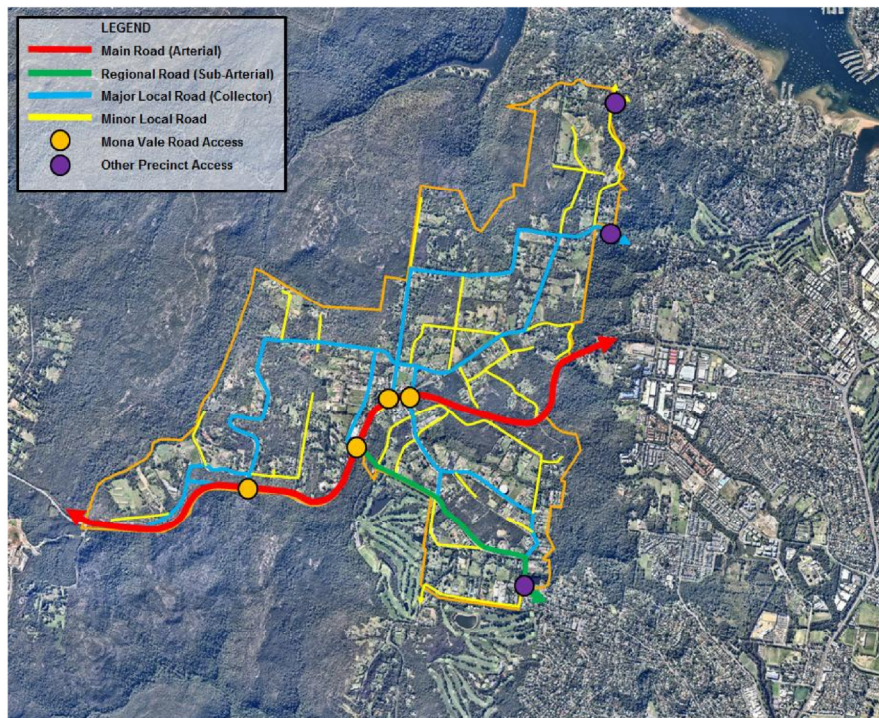 LEGEND
Main Road (Arterial)
Regional Road (Sub-Arterial)
Major Local Road (Collector)
Minor Local Road
Mona Vale Road Access
Other Precinct Access